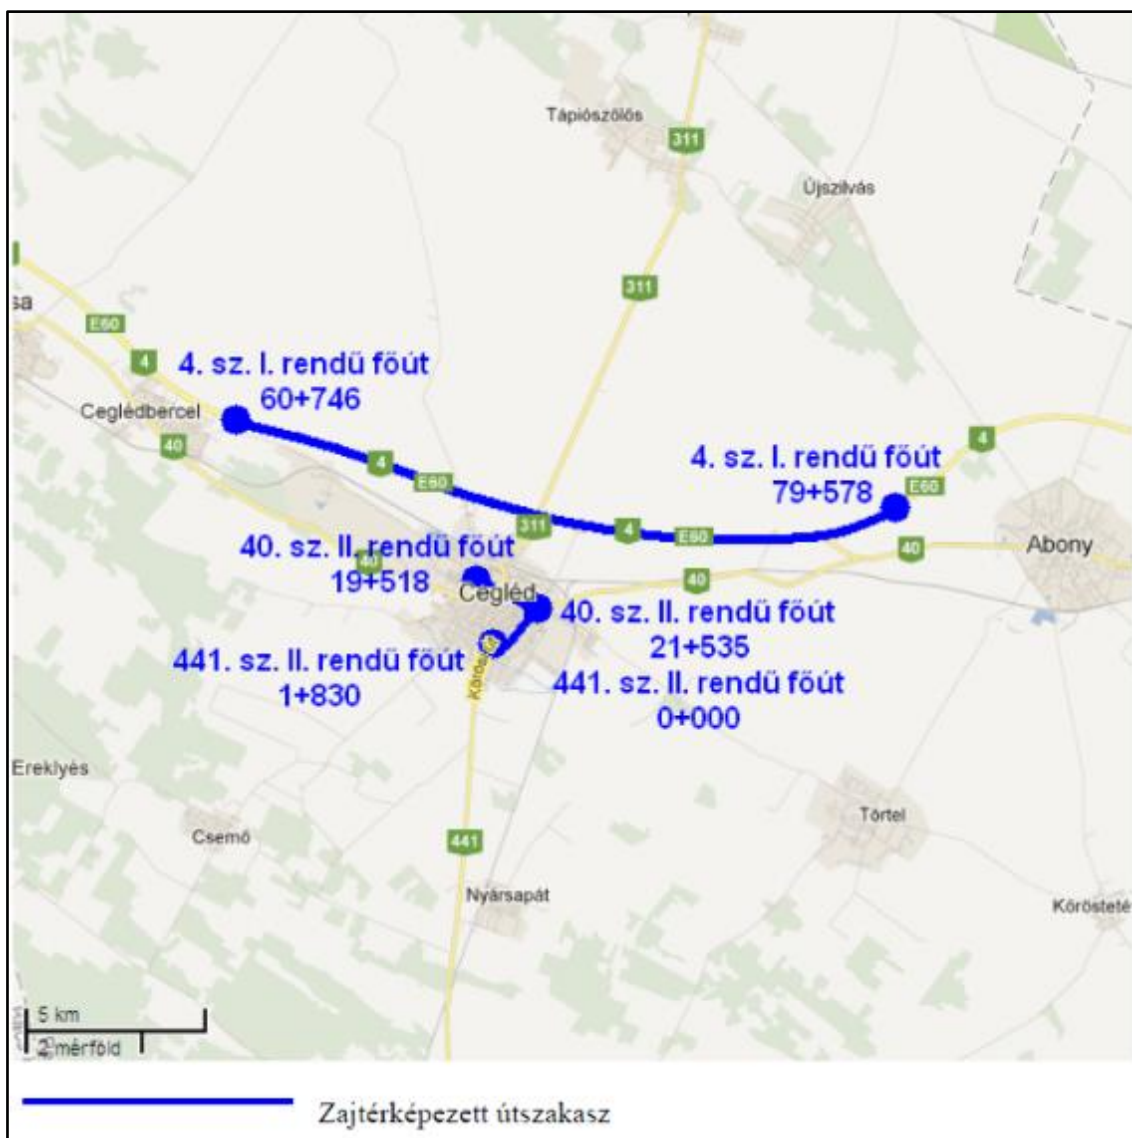 Tápiószőlős
311
Újszilvás
311
sa
E60
4
4. sz. I. rendű főút
60+746
Ceglédbercel
40
4
E60
4. sz. I. rendű főút
79+578
4
E60
311
4
E60
40
Abony
40. sz. II. rendű főút
19+518
40
Cegléd
40
40. sz. II. rendű főút
21+535
441. sz. II. rendű főút
1+830
441. sz. II. rendű főút
0+000
Ereklyés
Csemő
Törtel
441
Nyársapát
Kőrösteté
5 km
2 mérföld
Zajtérképezett útszakasz